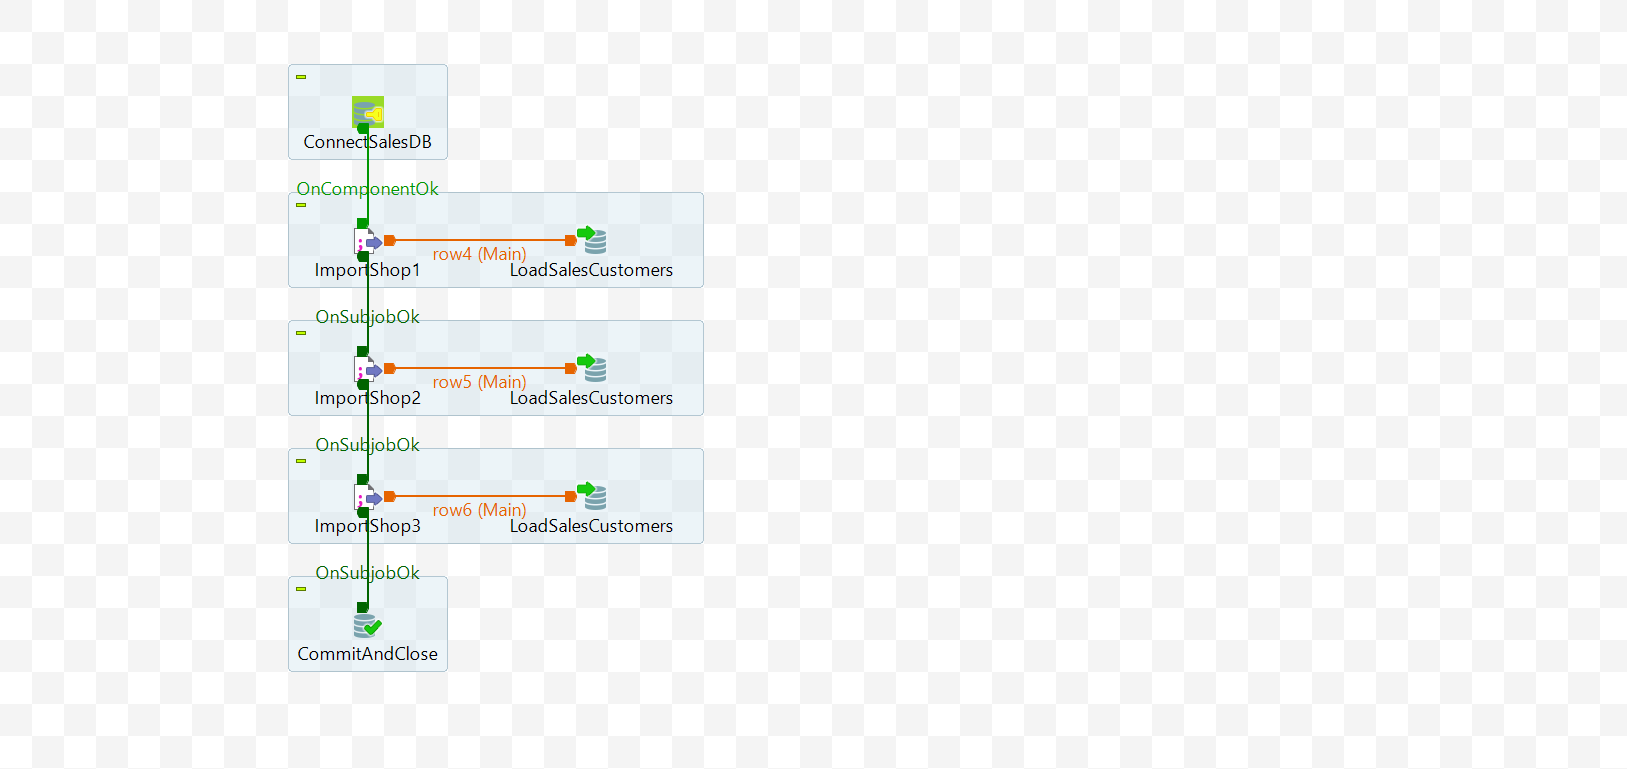 ConnectSalesDB
OnComponentOk
row4 (Main)
ImportShop1 LoadSalesCustomers
OnSubjobOk
row5 (Main)
ImportShop2 LoadSalesCustomers
OnSubjobOk
row6 (Main)
ImportShop3 LoadSalesCustomers
OnSubjobOk
CommitAndClose